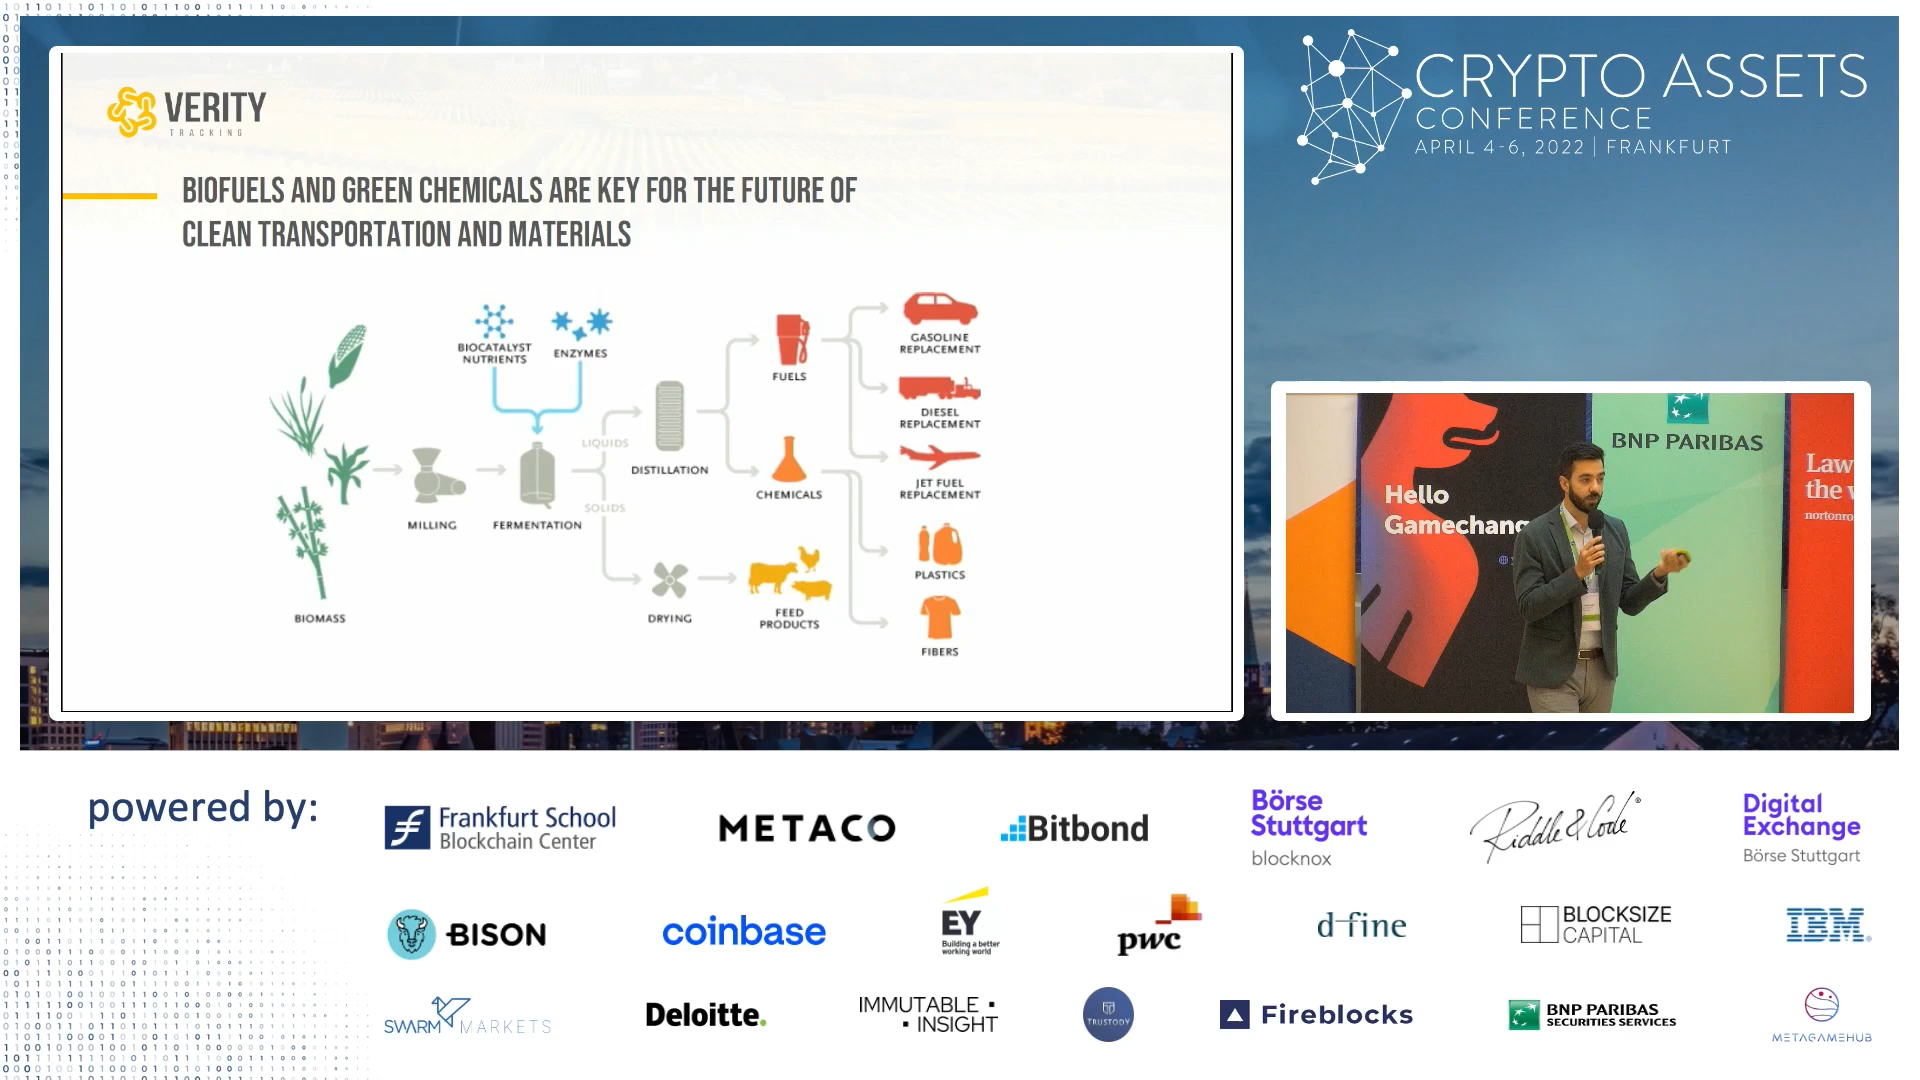 VERITY
TRACKING
BIOFUELS AND GREEN CHEMICALS ARE KEY FOR THE FUTURE OF
CLEAN TRANSPORTATION AND MATERIALS
BIOCATALYST
NUTRIENTS
ENZYMES
BIOMASS
MILLING
FERMENTATION
LIQUIDS
SOLIDS
DISTILLATION
DRYING
FUELS
CHEMICALS
FEED
PRODUCTS
GASOLINE
REPLACEMENT
DIESEL
REPLACEMENT
JET FUEL
REPLACEMENT
PLASTICS
FIBERS
CRYPTO ASSETS
CONFERENCE
APRIL 4-6, 2022 | FRANKFURT
Hello
Gamechang
BNP PARIBAS
Law
the
nortonro
powered by:
Frankfurt School
Blockchain Center
METACO
Bitbond
Börse
Stuttgart
blocknox
Riddle & Code
Digital
Exchange
Börse Stuttgart
BISON
coinbase
EY
Building a better
working world
pwc
d-fine
BLOCKSIZE
CAPITAL
IBM
SWARM MARKETS
Deloitte.
IMMUTABLE
INSIGHT
TRUSTODY
Fireblocks
BNP PARIBAS
SECURITIES SERVICES
METAGAMEHUB